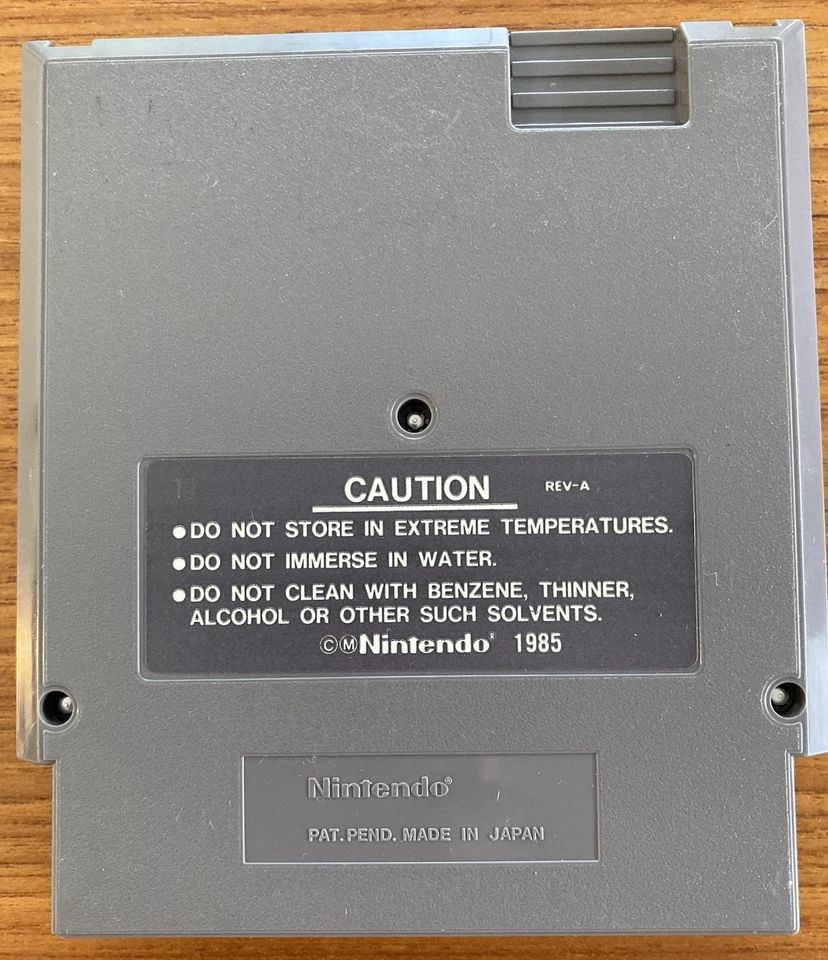 CAUTION REV-A
●DO NOT STORE IN EXTREME TEMPERATURES.
●DO NOT IMMERSE IN WATER.
●DO NOT CLEAN WITH BENZENE, THINNER,
ALCOHOL OR OTHER SUCH SOLVENTS.
ⒸⓂNintendo® 1985
Nintendo®
PAT.PEND. MADE IN JAPAN